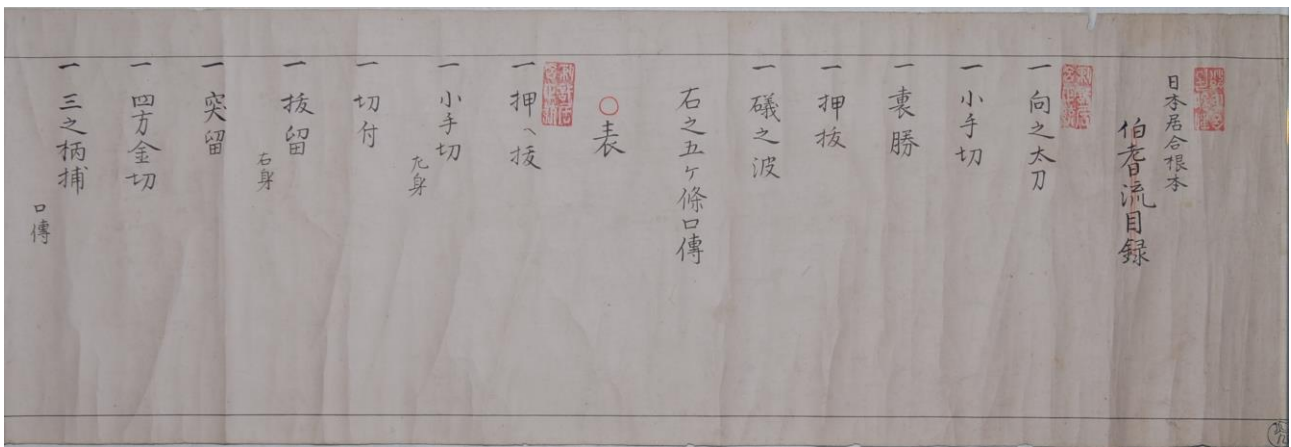 日本居合根本
伯耆流目録
一 向之太刀
一 小手切
一 裏勝
一 押抜
一 礒之波
右之五ヶ條口傳
○表
一 押ヘ抜
一 小手切
左身
一 切付
一 抜留
右身
一 突留
一 四方金切
一 三之柄捕
口傳